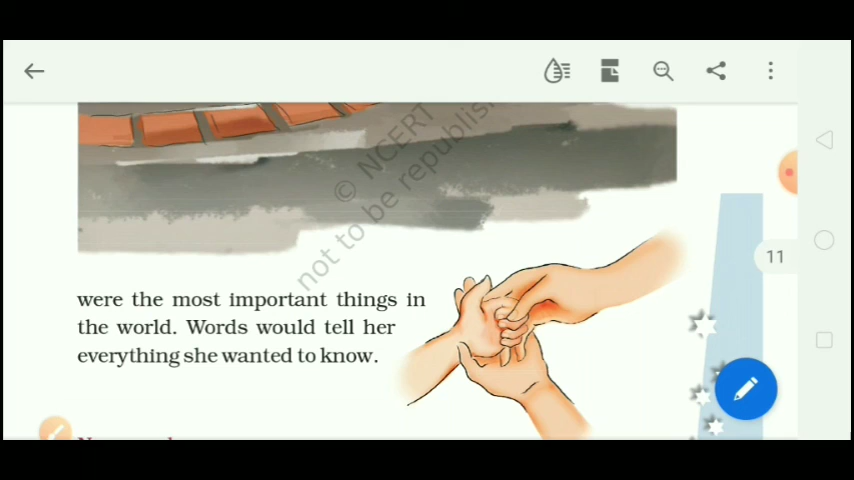 © NCERT
not to be republis
11
were the most important things in
the world. Words would tell her
everything she wanted to know.